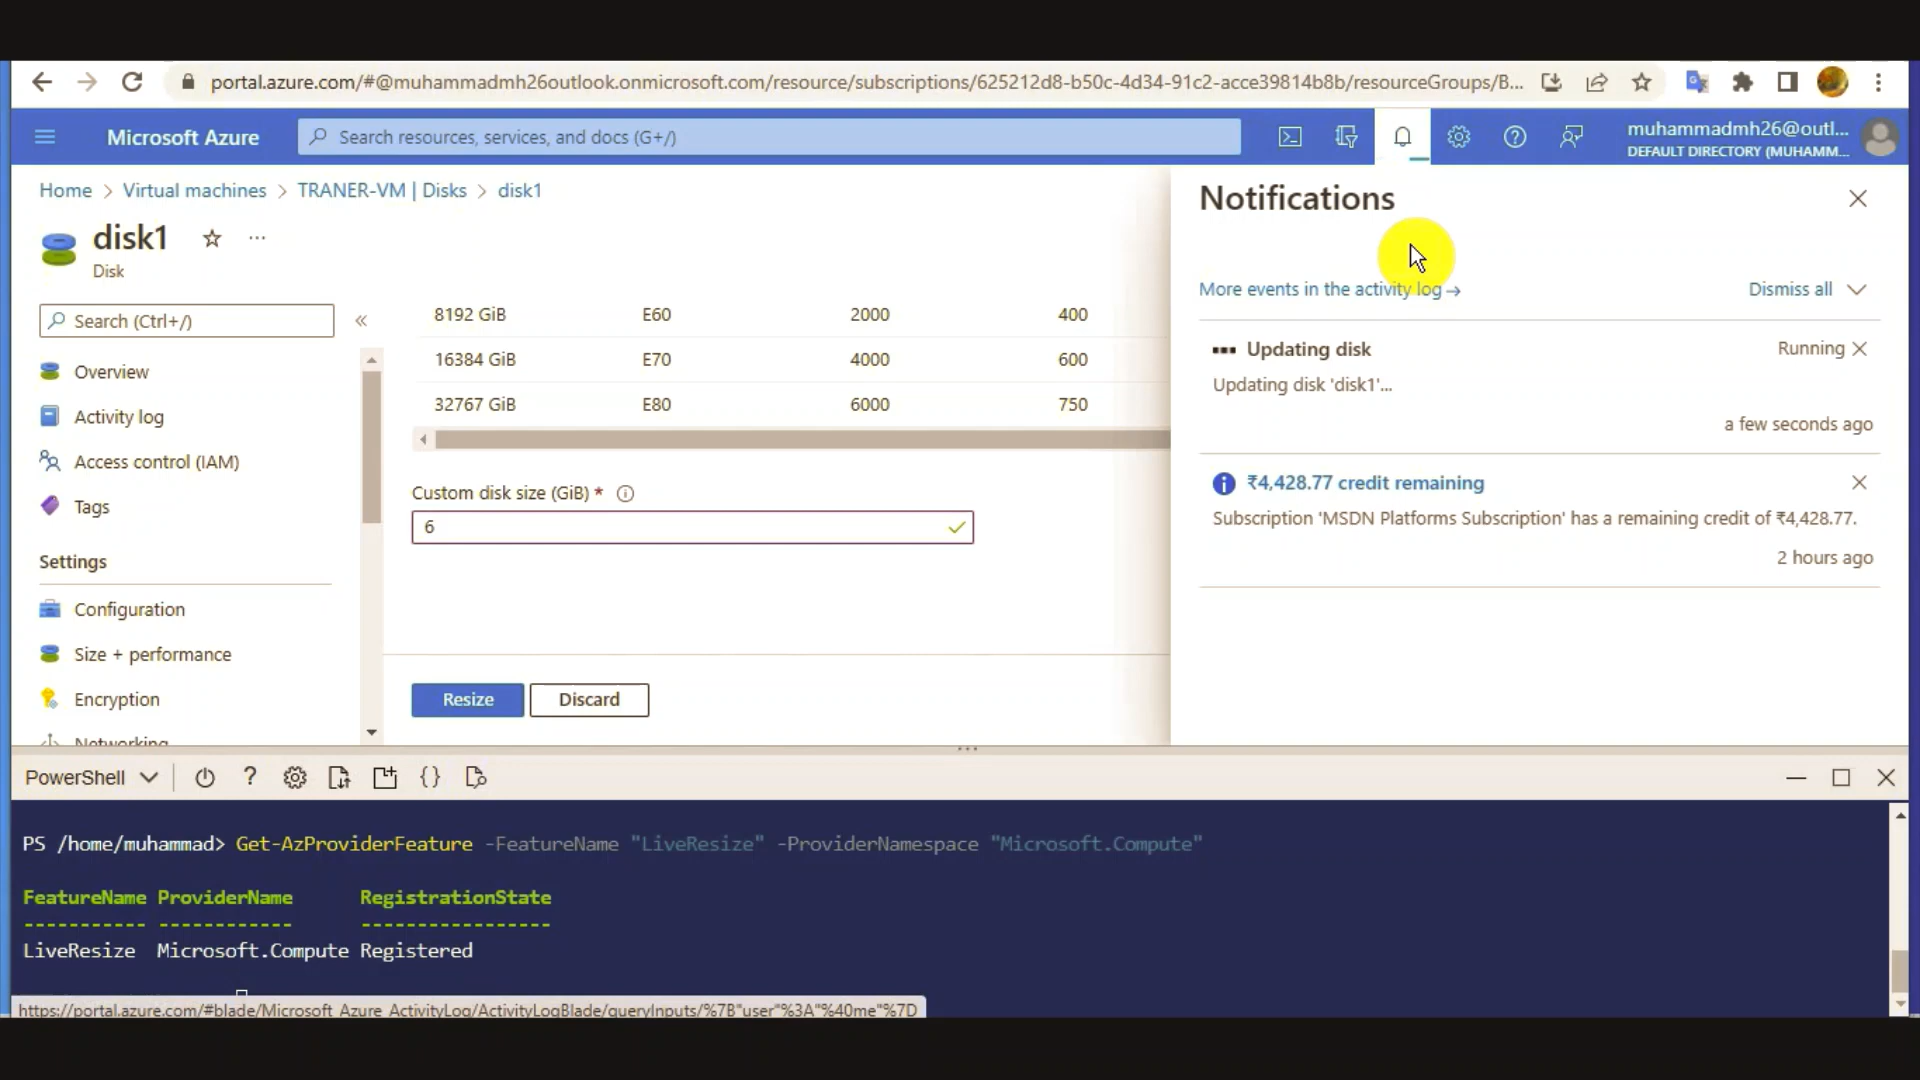 portal.azure.com/#@muhammadmh26outlook.onmicrosoft.com/resource/subscriptions/625212d8-b50c-4d34-91c2-acce39814b8b/resourceGroups/B...
Microsoft Azure
Search resources, services, and docs (G+/)
muhammadmh26@outl...
DEFAULT DIRECTORY (MUHAMM...
Home > Virtual machines > TRANER-VM | Disks > disk1
disk1
Disk
Search (Ctrl+/)
Overview
Activity log
Access control (IAM)
Tags
Settings
Configuration
Size + performance
Encryption
Networking
8192 GiB E60 2000 400
16384 GiB E70 4000 600
32767 GiB E80 6000 750
Custom disk size (GiB) *
6
Resize
Discard
Notifications
More events in the activity log →
Dismiss all
Updating disk
Running
Updating disk 'disk1'...
a few seconds ago
₹4,428.77 credit remaining
Subscription 'MSDN Platforms Subscription' has a remaining credit of ₹4,428.77.
2 hours ago
PowerShell
PS /home/muhammad> Get-AzProviderFeature -FeatureName "LiveResize" -ProviderNamespace "Microsoft.Compute"
FeatureName ProviderName RegistrationState
----------- ------------ -----------------
LiveResize Microsoft.Compute Registered
https://portal.azure.com/#blade/Microsoft_Azure_ActivityLog/ActivityLogBlade/queryInputs/%7B"user"%3A"%40me"%7D